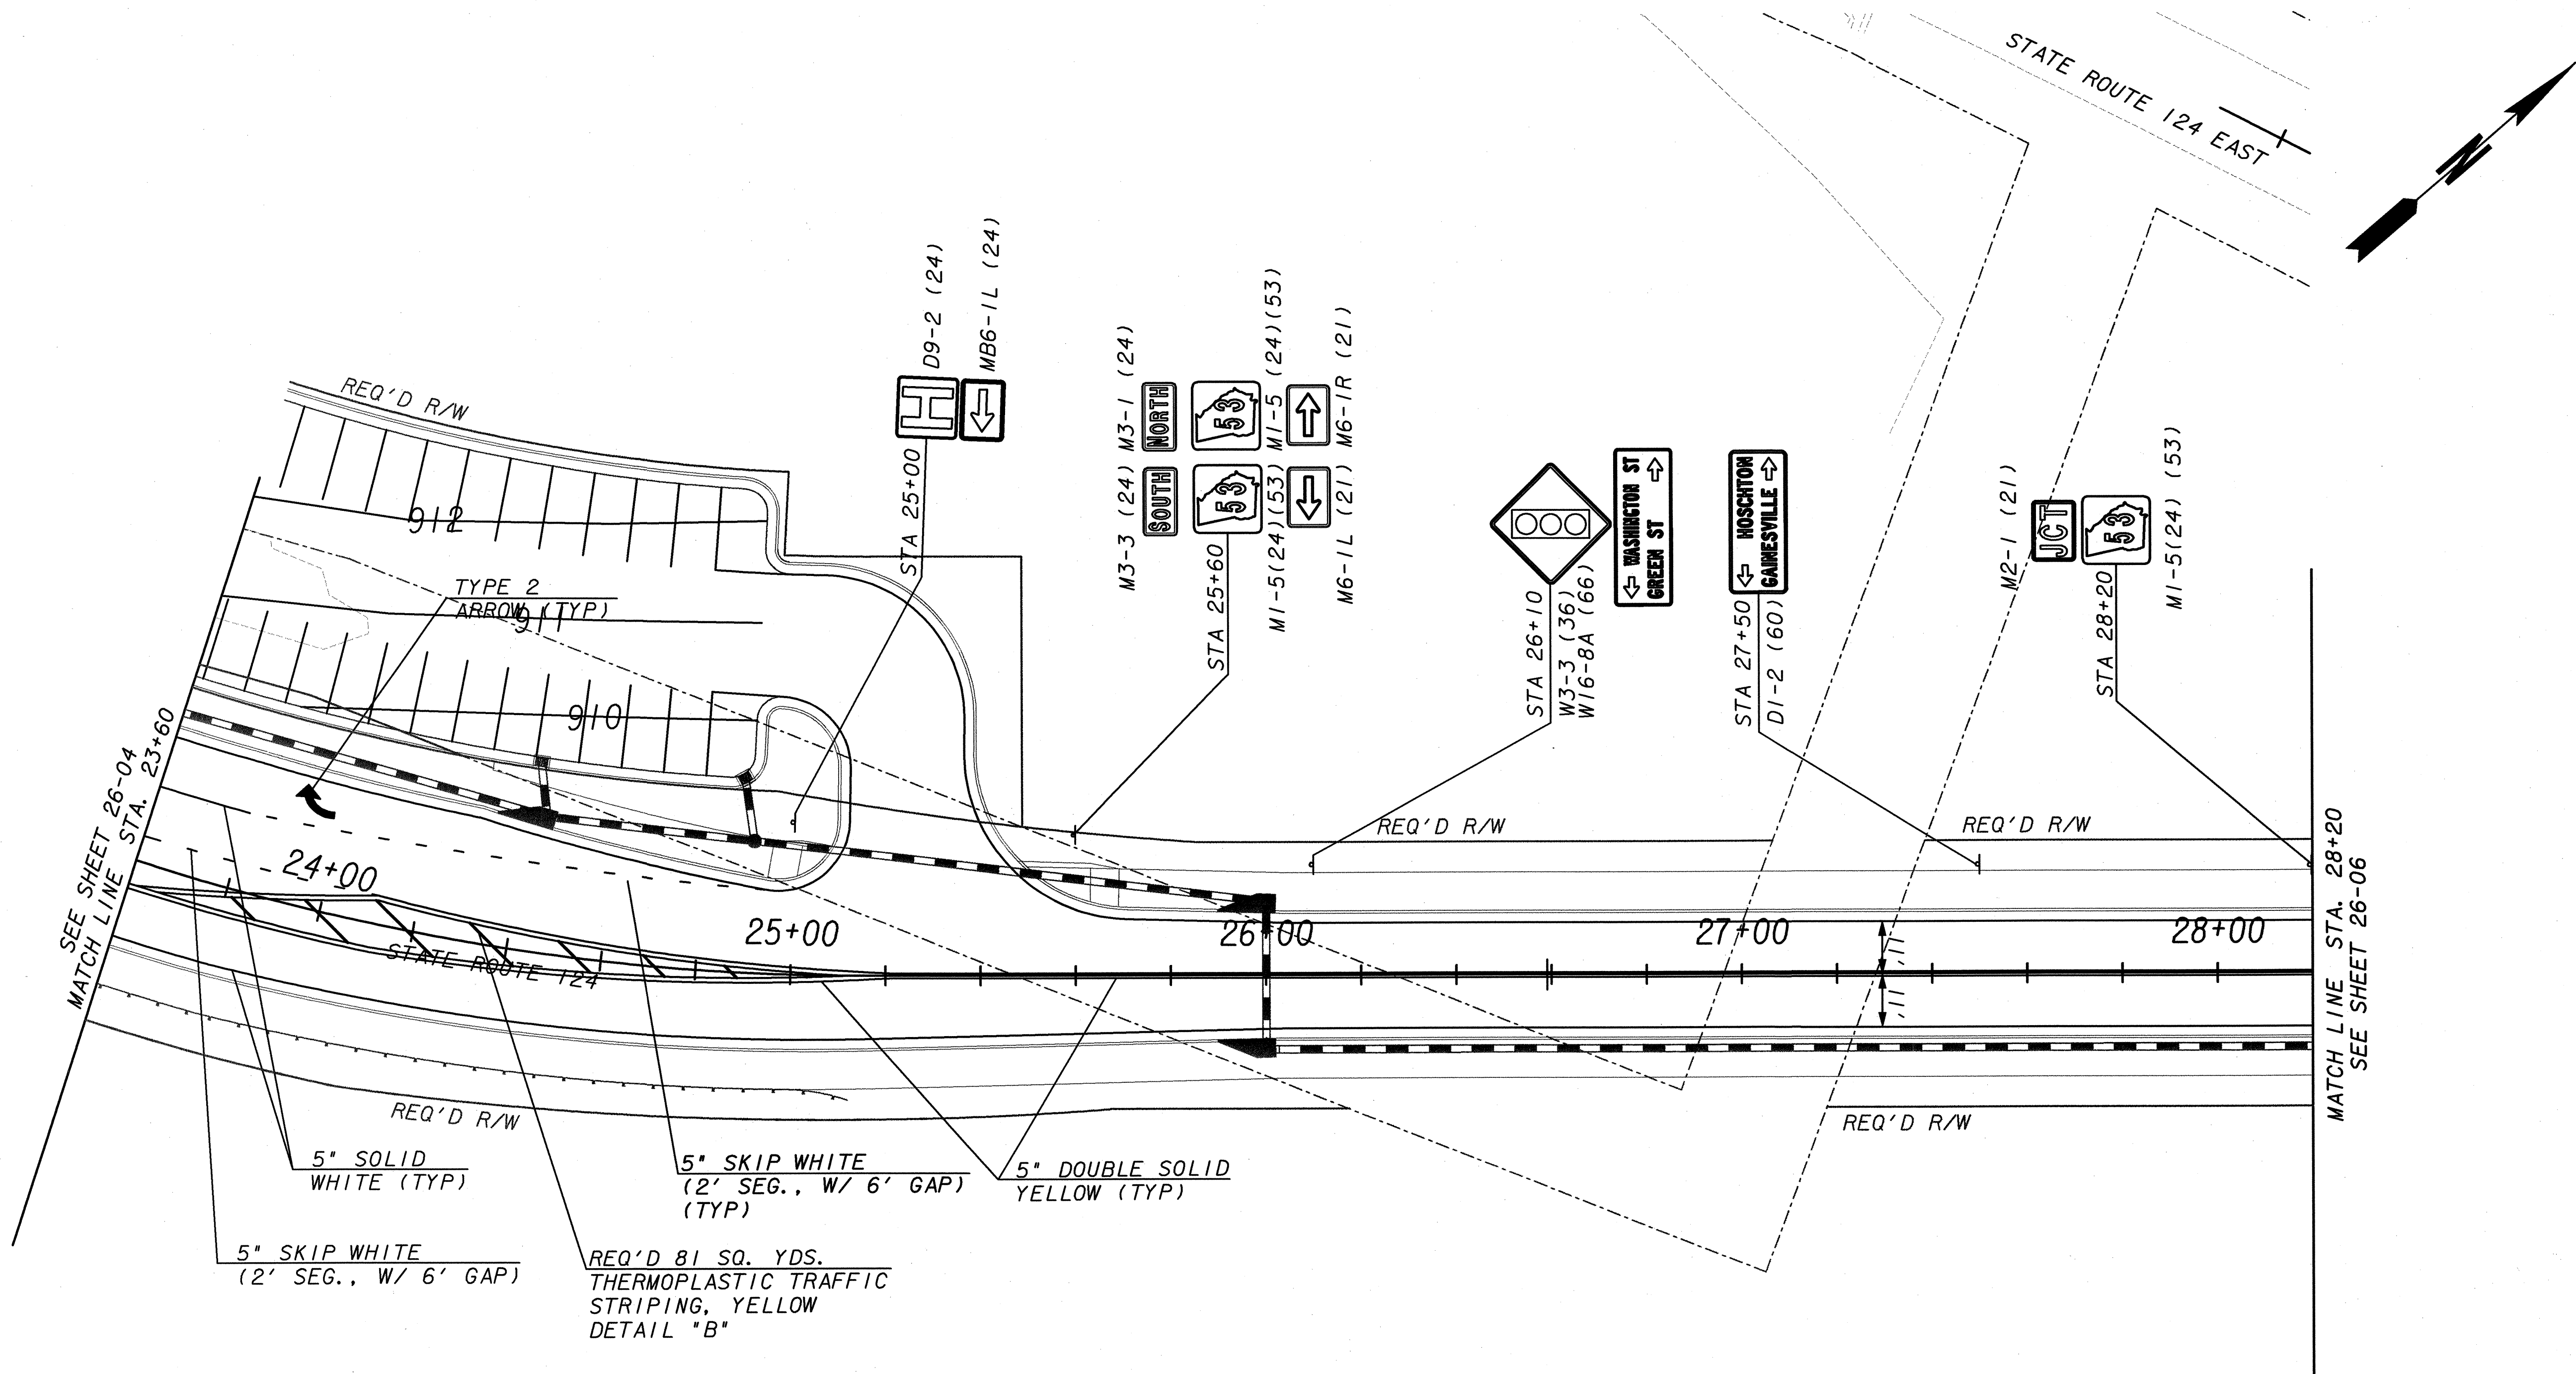 STATE ROUTE 124 EAST
N
REQ'D R/W
D9-2 (24)
MB6-1L (24)
H
STA 25+00
M3-1 (24)
NORTH
53
M1-5 (24)(53)
M6-1R (21)
M3-3 (24)
SOUTH
53
M1-5(24)(53)
M6-1L (21)
STA 25+60
WASHINGTON ST
GREEN ST
STA 26+10
W3-3 (36)
W16-8A (66)
HOSCHTON
GAINESVILLE
STA 27+50
D1-2 (60)
M2-1 (21)
JCT
53
M1-5(24) (53)
STA 28+20
912
TYPE 2
ARROW (TYP)
911
910
SEE SHEET 26-04
MATCH LINE STA. 23+60
24+00
STATE ROUTE 124
25+00
26+00
27+00
28+00
11'
11'
REQ'D R/W
REQ'D R/W
MATCH LINE STA. 28+20
SEE SHEET 26-06
REQ'D R/W
REQ'D R/W
5" SOLID
WHITE (TYP)
5" SKIP WHITE
(2' SEG., W/ 6' GAP)
(TYP)
5" DOUBLE SOLID
YELLOW (TYP)
5" SKIP WHITE
(2' SEG., W/ 6' GAP)
REQ'D 81 SQ. YDS.
THERMOPLASTIC TRAFFIC
STRIPING, YELLOW
DETAIL "B"